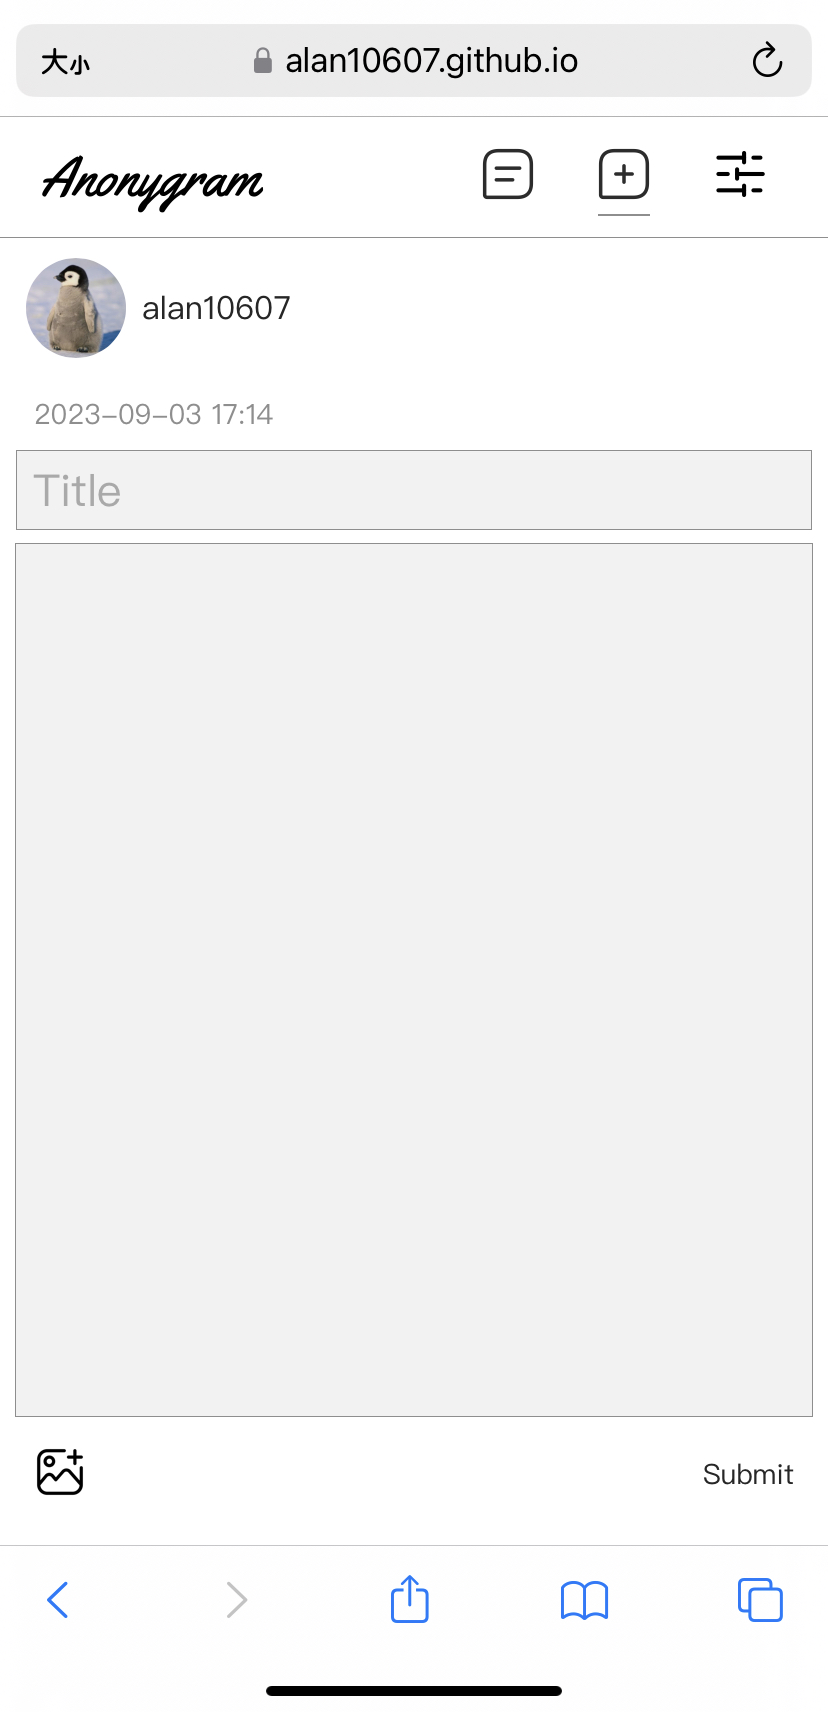 大小 alan10607.github.io
Anonygram
alan10607
2023-09-03 17:14
Title
Submit